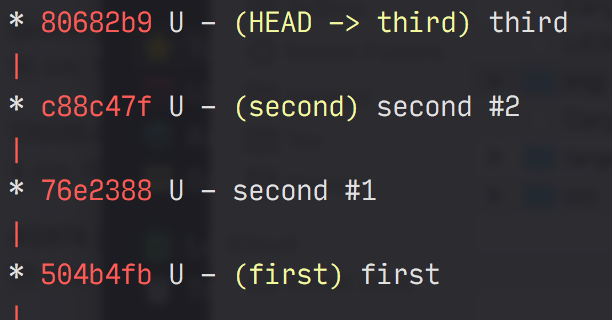 * 80682b9 U - (HEAD -> third) third
|
* c88c47f U - (second) second #2
|
* 76e2388 U - second #1
|
* 504b4fb U - (first) first
|